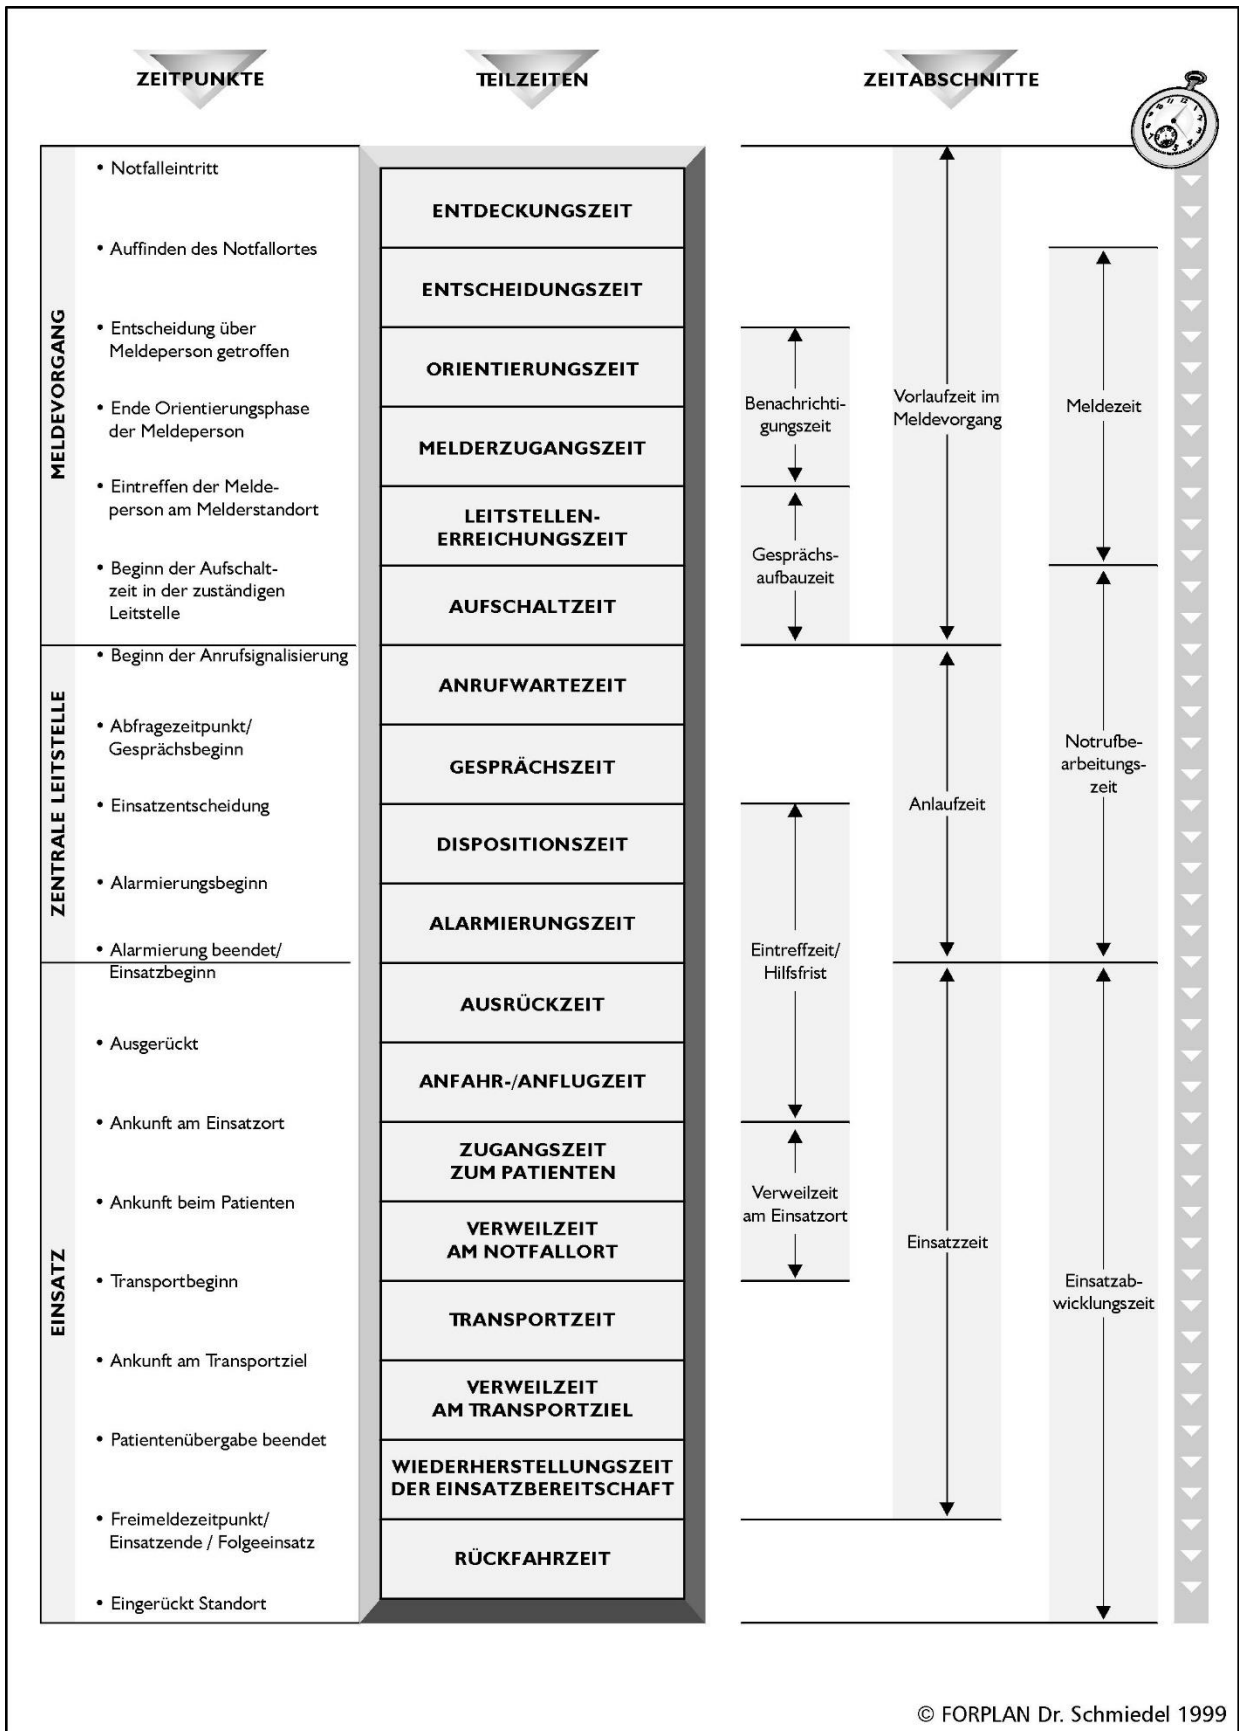 ZEITPUNKTE
TEILZEITEN
ZEITABSCHNITTE
MELDEVORGANG
• Notfalleintritt
• Auffinden des Notfallortes
• Entscheidung über
Meldeperson getroffen
• Ende Orientierungsphase
der Meldeperson
• Eintreffen der Melde-
person am Melderstandort
• Beginn der Aufschalt-
zeit in der zuständigen
Leitstelle
ZENTRALE LEITSTELLE
• Beginn der Anrufsignalisierung
• Abfragezeitpunkt/
Gesprächsbeginn
• Einsatzentscheidung
• Alarmierungsbeginn
• Alarmierung beendet/
Einsatzbeginn
EINSATZ
• Ausgerückt
• Ankunft am Einsatzort
• Ankunft beim Patienten
• Transportbeginn
• Ankunft am Transportziel
• Patientenübergabe beendet
• Freimeldezeitpunkt/
Einsatzende / Folgeeinsatz
• Eingerückt Standort
ENTDECKUNGSZEIT
ENTSCHEIDUNGSZEIT
ORIENTIERUNGSZEIT
MELDERZUGANGSZEIT
LEITSTELLEN-
ERREICHUNGSZEIT
AUFSCHALTZEIT
ANRUFWARTEZEIT
GESPRÄCHSZEIT
DISPOSITIONSZEIT
ALARMIERUNGSZEIT
AUSRÜCKZEIT
ANFAHR-/ANFLUGZEIT
ZUGANGSZEIT
ZUM PATIENTEN
VERWEILZEIT
AM NOTFALLORT
TRANSPORTZEIT
VERWEILZEIT
AM TRANSPORTZIEL
WIEDERHERSTELLUNGSZEIT
DER EINSATZBEREITSCHAFT
RÜCKFAHRZEIT
Benachrichti-
gungszeit
Gesprächs-
aufbauzeit
Eintreffzeit/
Hilfsfrist
Verweilzeit
am Einsatzort
Vorlaufzeit im
Meldevorgang
Anlaufzeit
Einsatzzeit
Meldezeit
Notrufbe-
arbeitungs-
zeit
Einsatzab-
wicklungszeit
© FORPLAN Dr. Schmiedel 1999